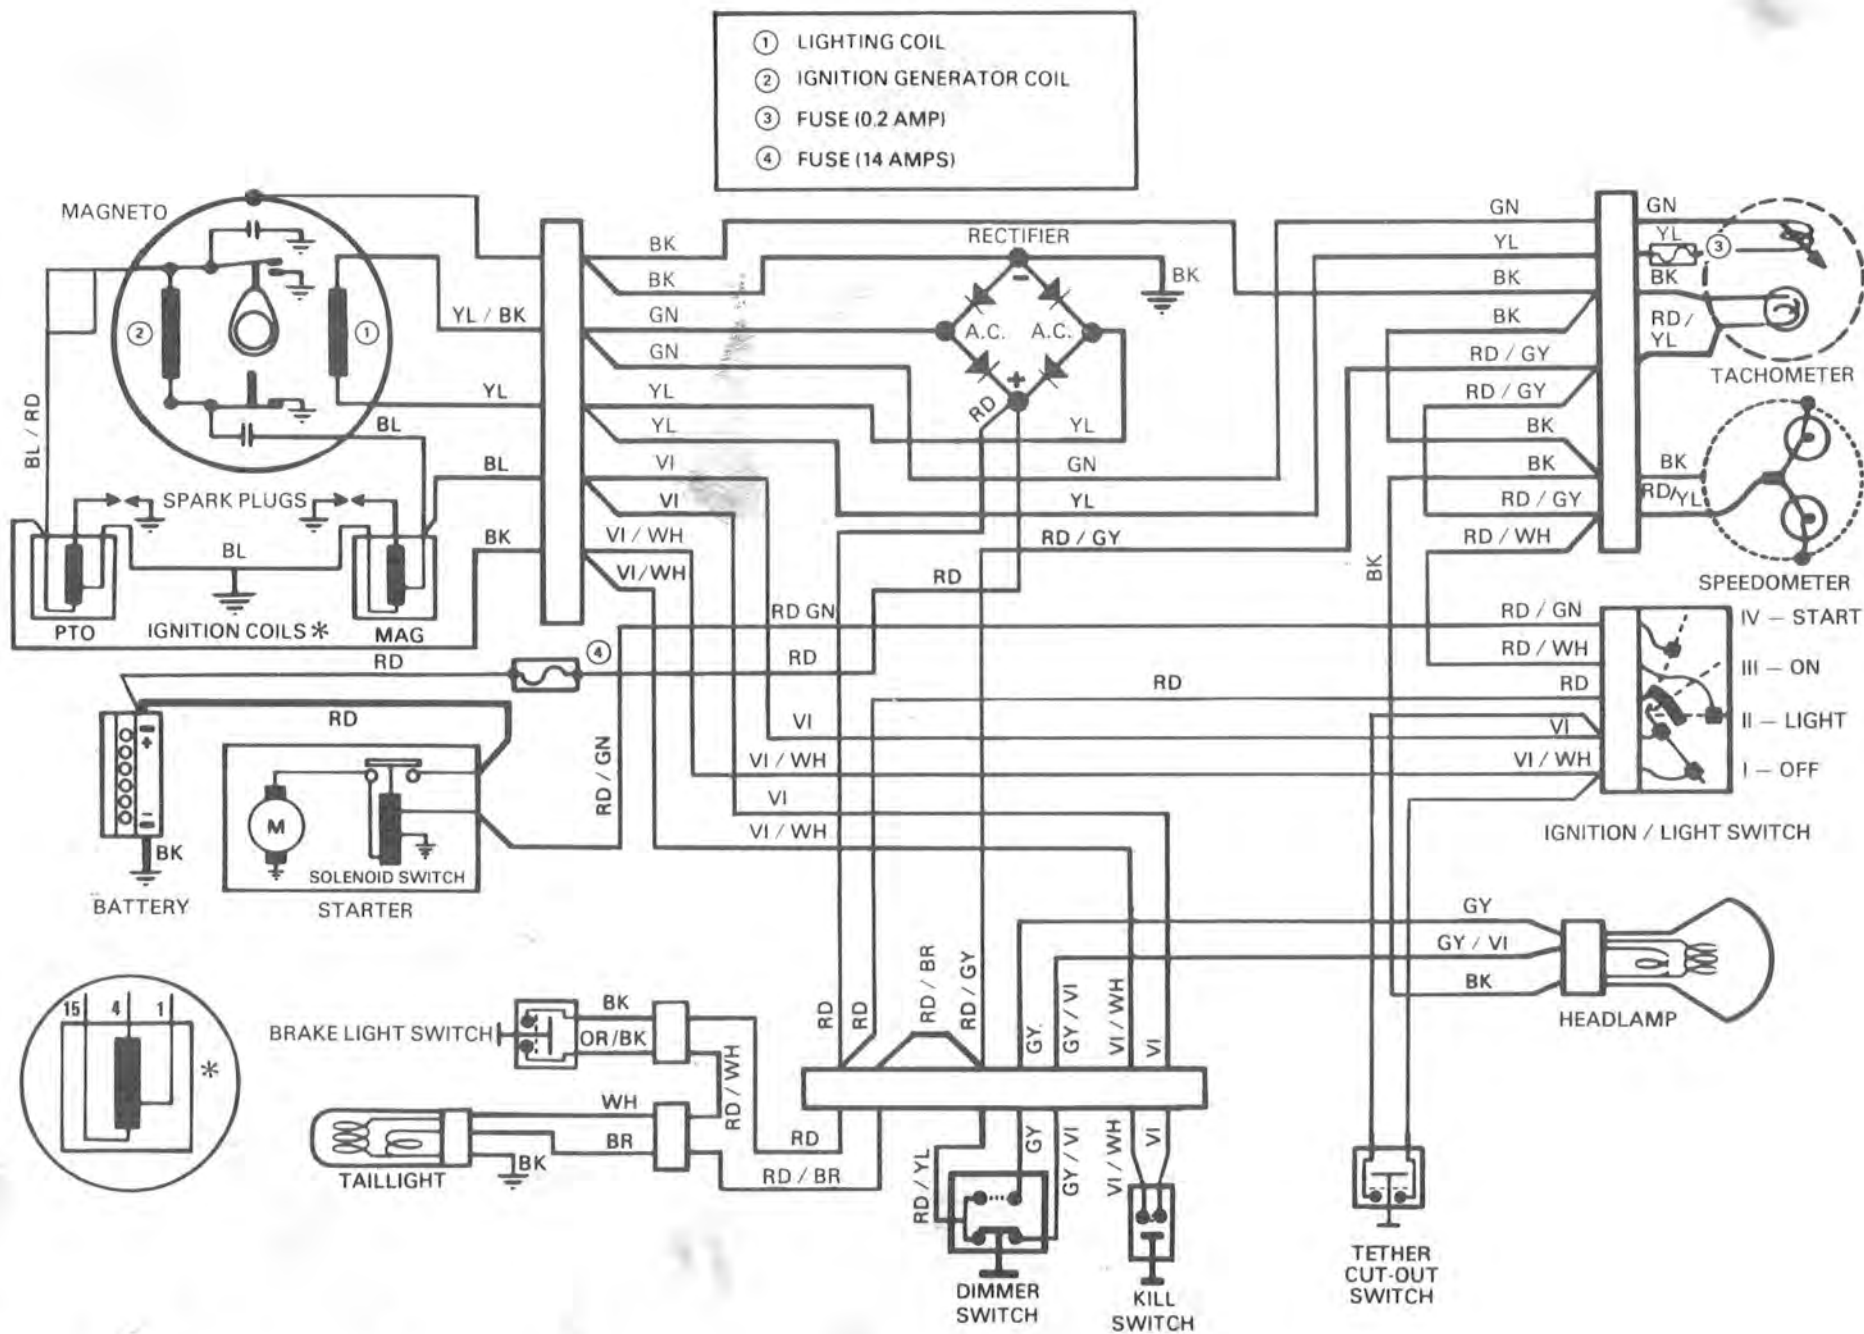 ① LIGHTING COIL
② IGNITION GENERATOR COIL
③ FUSE (0.2 AMP)
④ FUSE (14 AMPS)
MAGNETO
②
①
BL / RD
YL / BK
YL
BL
BL
BK
SPARK PLUGS
BL
PTO
IGNITION COILS *
MAG
BK
BK
GN
GN
YL
YL
VI
VI
VI / WH
VI/WH
RECTIFIER
-
A.C.
A.C.
+
BK
RD
YL
GN
YL
RD / GY
RD
RD GN
RD
④
RD
RD
RD / GN
+
-
BK
BATTERY
M
SOLENOID SWITCH
STARTER
VI
VI / WH
VI
VI / WH
RD
GN
YL
BK
BK
RD / GY
RD / GY
BK
BK
RD / GY
RD / WH
BK
GN
YL
③
BK
RD /
YL
TACHOMETER
BK
RD/YL
SPEEDOMETER
RD / GN
RD / WH
RD
VI
VI / WH
IV – START
III – ON
II – LIGHT
I – OFF
IGNITION / LIGHT SWITCH
GY
GY / VI
BK
HEADLAMP
15
4
1
*
BRAKE LIGHT SWITCH
BK
OR/BK
RD / WH
WH
BR
BK
TAILLIGHT
RD
RD / BR
RD
RD
RD / BR
RD / GY
GY
GY / VI
VI / WH
VI
RD / YL
GY
GY / VI
VI / WH
VI
DIMMER
SWITCH
KILL
SWITCH
TETHER
CUT-OUT
SWITCH